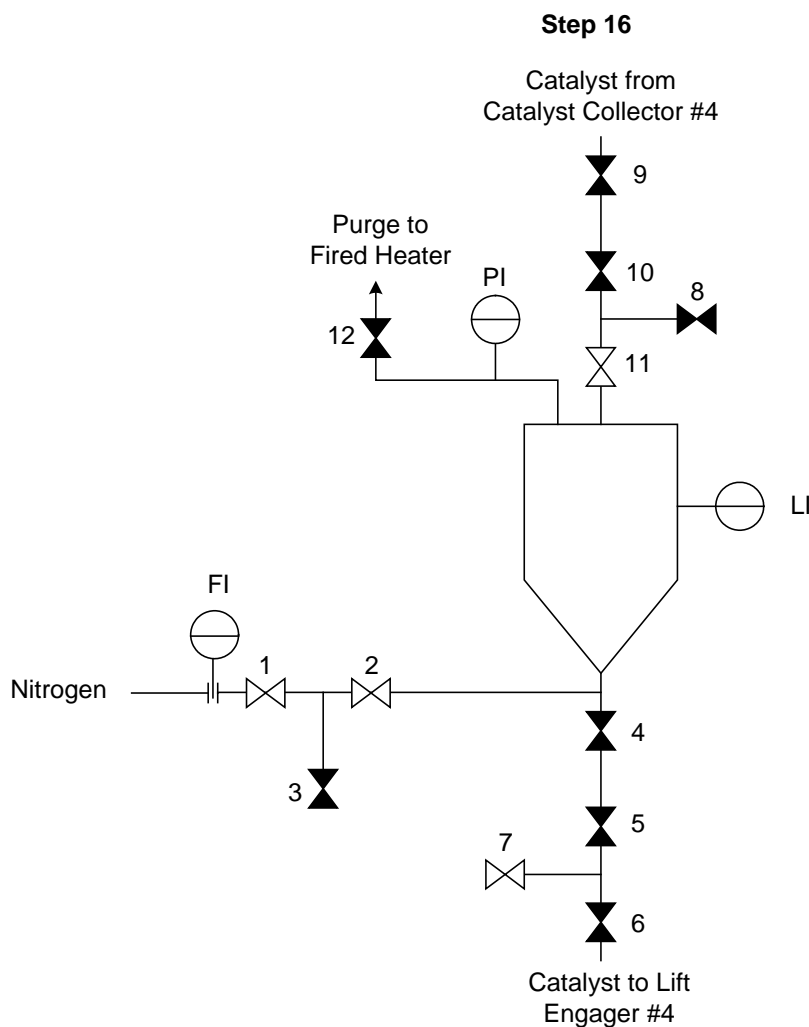 Step 16
Catalyst from
Catalyst Collector #4
9
Purge to
Fired Heater
PI
10
8
12
11
LI
FI
1
2
Nitrogen
4
3
5
7
6
Catalyst to Lift
Engager #4